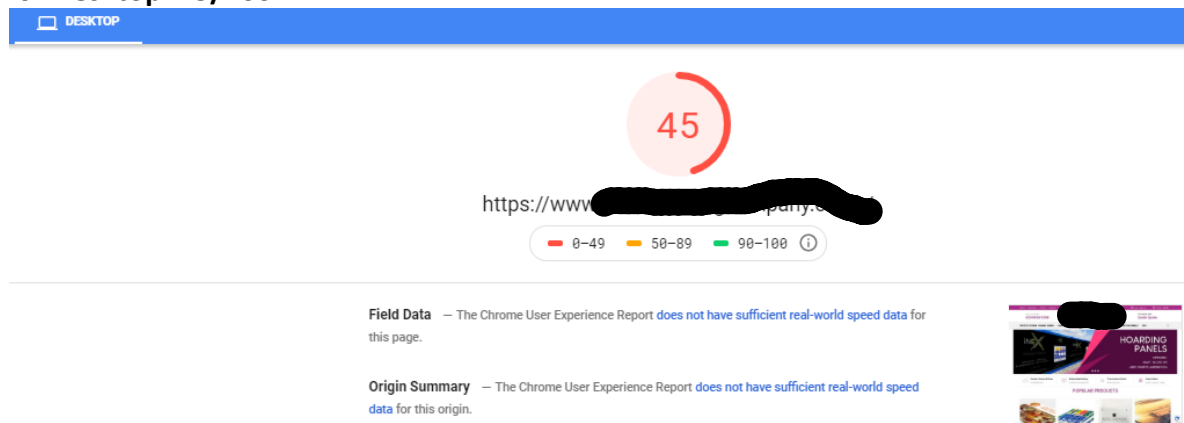 DESKTOP
45
https://www
0–49 50–89 90–100
Field Data — The Chrome User Experience Report does not have sufficient real-world speed data for
this page.
Origin Summary — The Chrome User Experience Report does not have sufficient real-world speed
data for this origin.
HOARDING
PANELS
POPULAR PRODUCTS